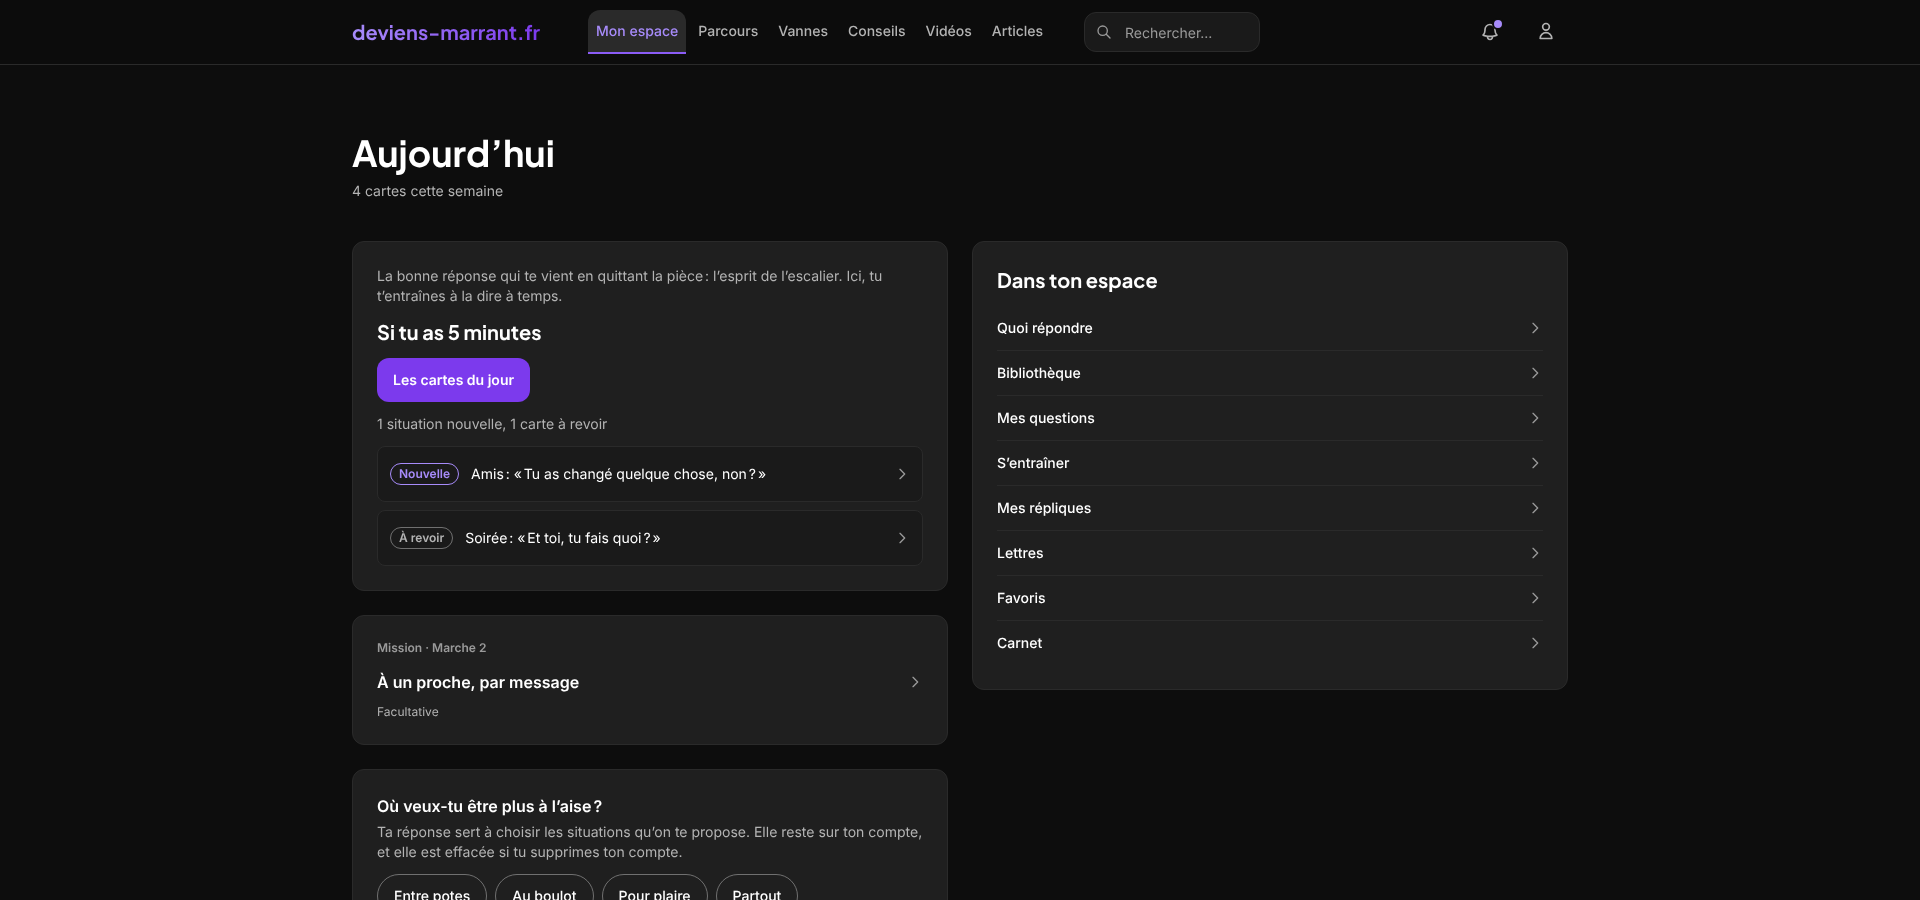 deviens-marrant.fr
Mon espace
Parcours
Vannes
Conseils
Vidéos
Articles
Rechercher...
Aujourd’hui
4 cartes cette semaine
La bonne réponse qui te vient en quittant la pièce : l’esprit de l’escalier. Ici, tu
t’entraînes à la dire à temps.
Si tu as 5 minutes
Les cartes du jour
1 situation nouvelle, 1 carte à revoir
Nouvelle
Amis : « Tu as changé quelque chose, non ? »
À revoir
Soirée : « Et toi, tu fais quoi ? »
Mission · Marche 2
À un proche, par message
Facultative
Où veux-tu être plus à l’aise ?
Ta réponse sert à choisir les situations qu’on te propose. Elle reste sur ton compte,
et elle est effacée si tu supprimes ton compte.
Entre potes
Au boulot
Pour plaire
Partout
Dans ton espace
Quoi répondre
Bibliothèque
Mes questions
S’entraîner
Mes répliques
Lettres
Favoris
Carnet